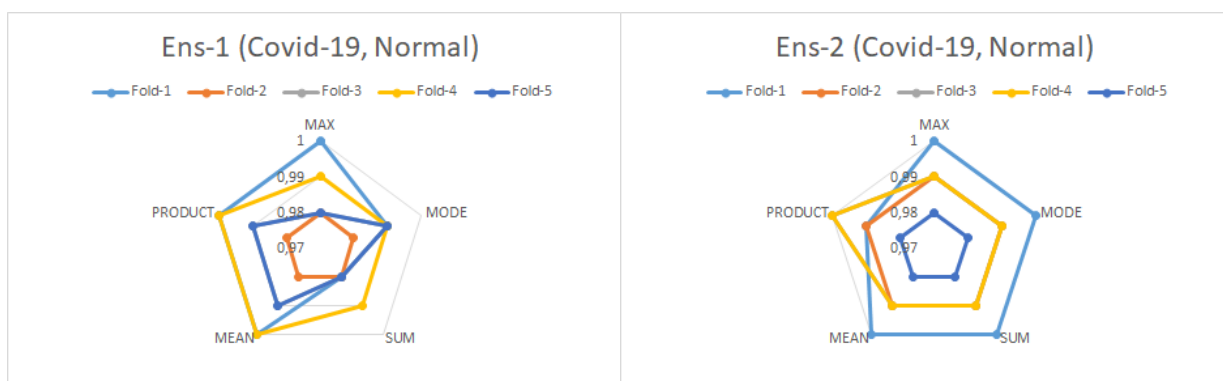 Ens-1 (Covid-19, Normal)
Fold-1 Fold-2 Fold-3 Fold-4 Fold-5
MAX
1
0,99
PRODUCT
0,98
MODE
0,97
MEAN
SUM
Ens-2 (Covid-19, Normal)
Fold-1 Fold-2 Fold-3 Fold-4 Fold-5
MAX
1
0,99
PRODUCT
0,98
MODE
0,97
MEAN
SUM